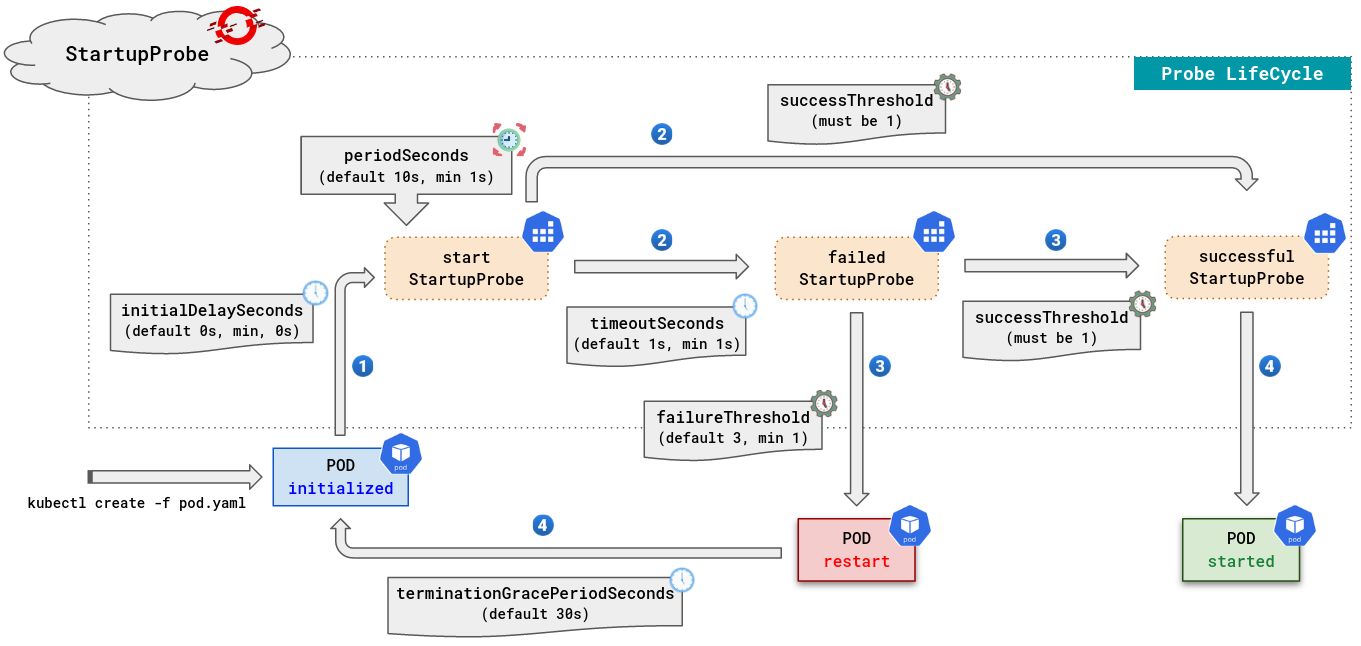 StartupProbe
Probe LifeCycle
successThreshold
(must be 1)
2
periodSeconds
(default 10s, min 1s)
start
StartupProbe
2
failed
StartupProbe
3
successful
StartupProbe
initialDelaySeconds
(default 0s, min, 0s)
timeoutSeconds
(default 1s, min 1s)
successThreshold
(must be 1)
1
3
4
failureThreshold
(default 3, min 1)
POD
initialized
pod
kubectl create -f pod.yaml
4
POD
restart
pod
POD
started
pod
terminationGracePeriodSeconds
(default 30s)